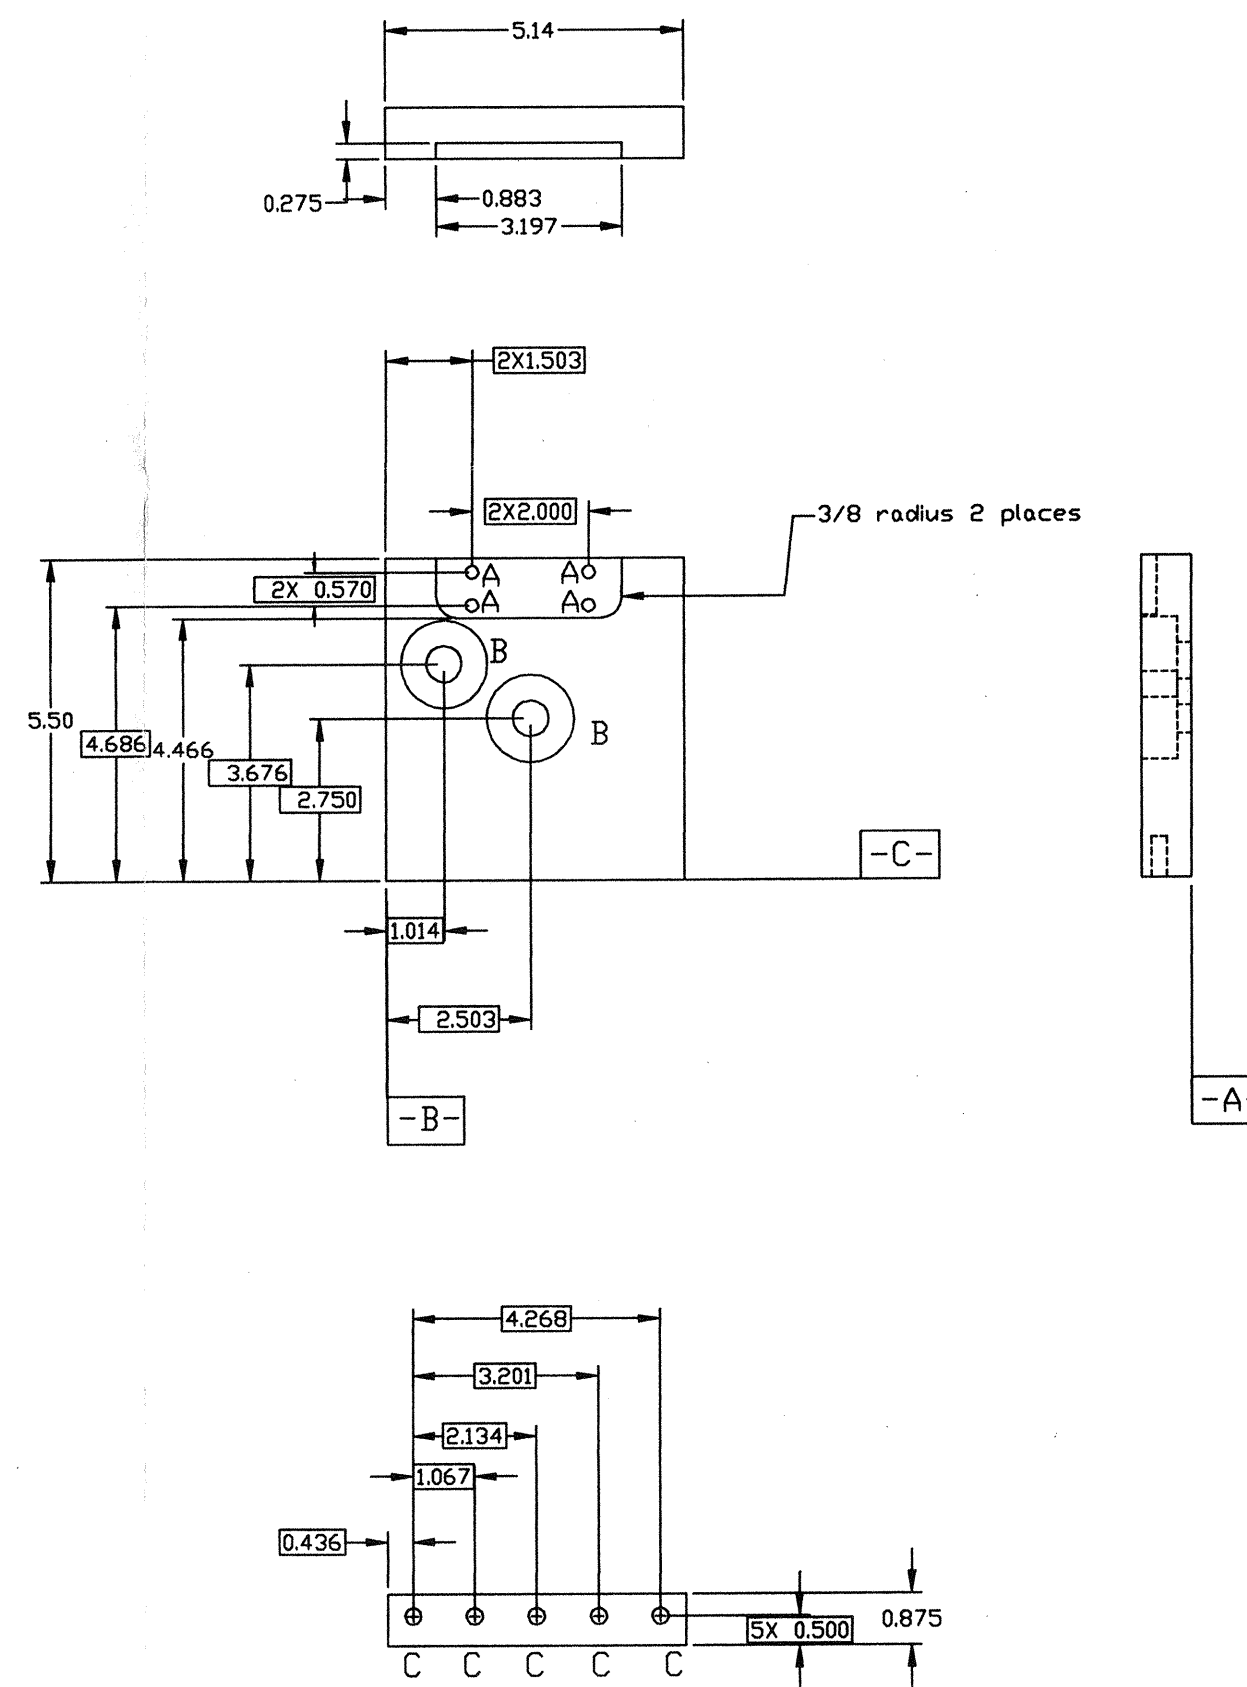 5.14
0.275
0.883
3.197
2X1.503
2X2.000
3/8 radius 2 places
A A
2X 0.570
A A
B
5.50
B
4.686
4.466
3.676
2.750
-C-
1.014
2.503
-B-
-A-
4.268
3.201
2.134
1.067
0.436
0.875
5X 0.500
C C C C C